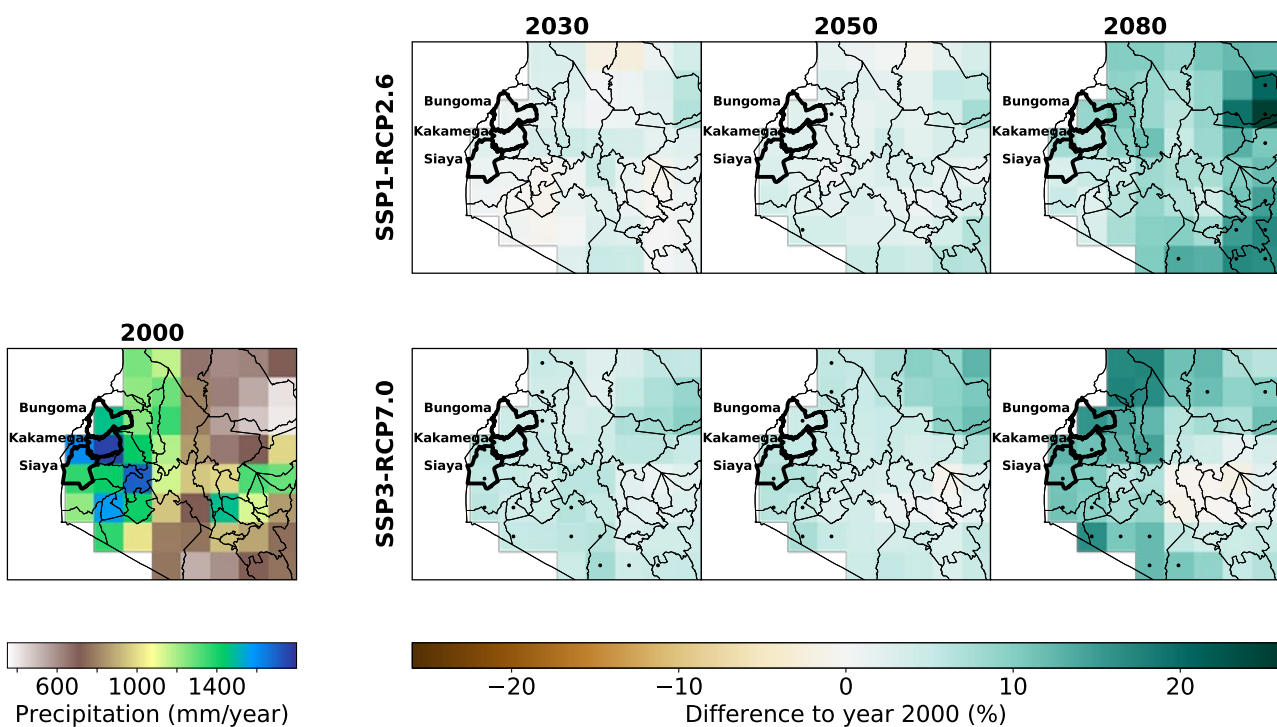 2030
2050
2080
SSP1-RCP2.6
Bungoma
Kakamega
Siaya
Bungoma
Kakamega
Siaya
Bungoma
Kakamega
Siaya
2000
SSP3-RCP7.0
Bungoma
Kakamega
Siaya
Bungoma
Kakamega
Siaya
Bungoma
Kakamega
Siaya
Bungoma
Kakamega
Siaya
600 1000 1400
Precipitation (mm/year)
−20 −10 0 10 20
Difference to year 2000 (%)